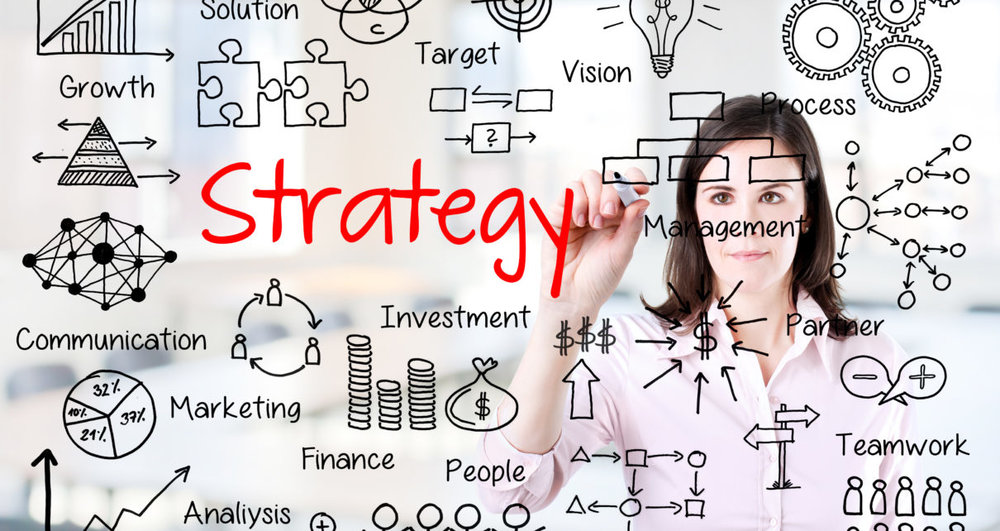 Solution
Target
Vision
Growth
Process
?
Strategy
Management
Communication
Investment
$$$
$
Partner
32%
10%
37%
21%
Marketing
$
− +
Finance
People
Teamwork
Analiysis
+
C